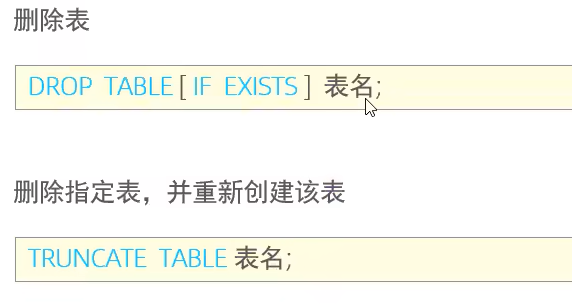 删除表
DROP TABLE [ IF EXISTS ] 表名;
删除指定表，并重新创建该表
TRUNCATE TABLE 表名;